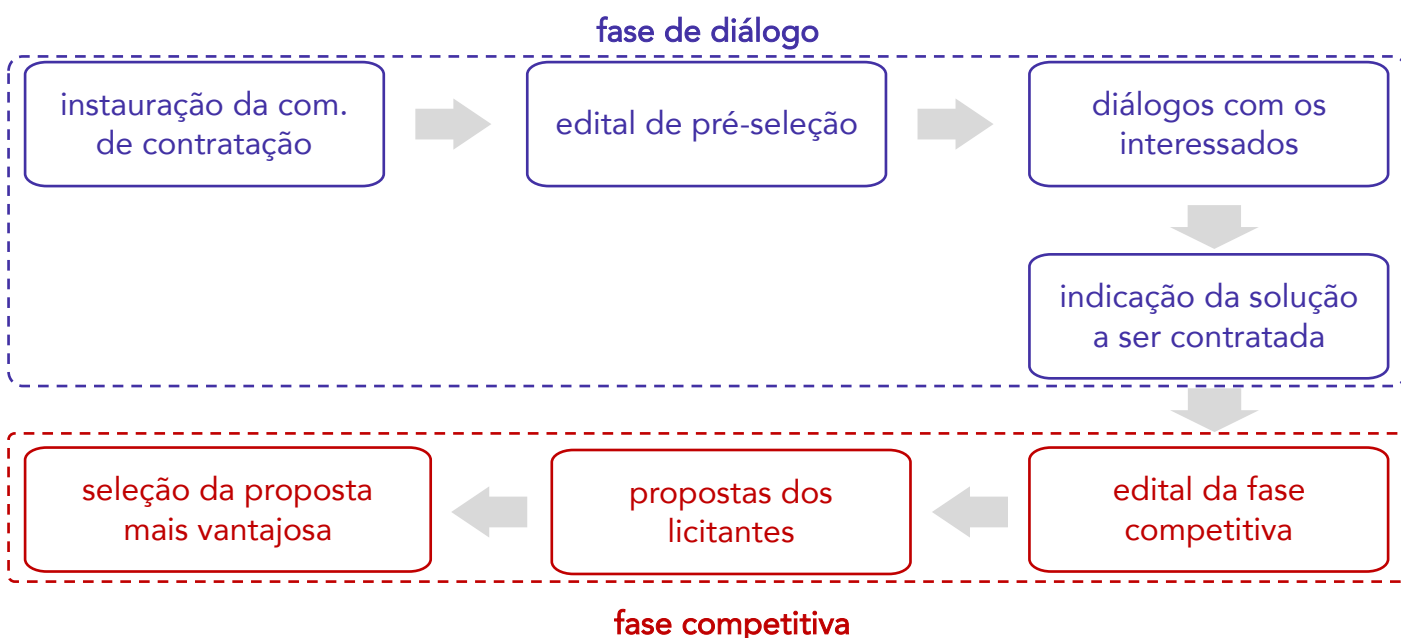 fase de diálogo
instauração da com.
de contratação
edital de pré-seleção
diálogos com os
interessados
indicação da solução
a ser contratada
edital da fase
competitiva
propostas dos
licitantes
seleção da proposta
mais vantajosa
fase competitiva